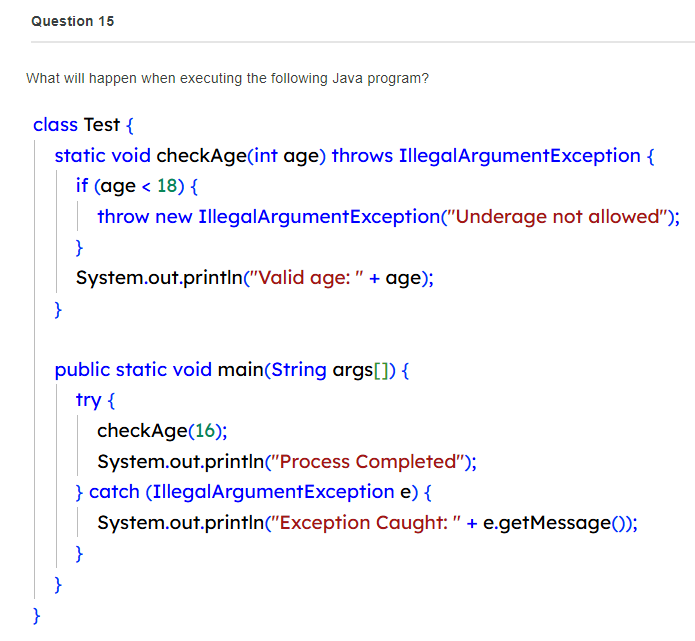 Question 15
What will happen when executing the following Java program?
class Test {
static void checkAge(int age) throws IllegalArgumentException {
if (age < 18) {
throw new IllegalArgumentException("Underage not allowed");
}
System.out.println("Valid age: " + age);
}
public static void main(String args[]) {
try {
checkAge(16);
System.out.println("Process Completed");
} catch (IllegalArgumentException e) {
System.out.println("Exception Caught: " + e.getMessage());
}
}
}